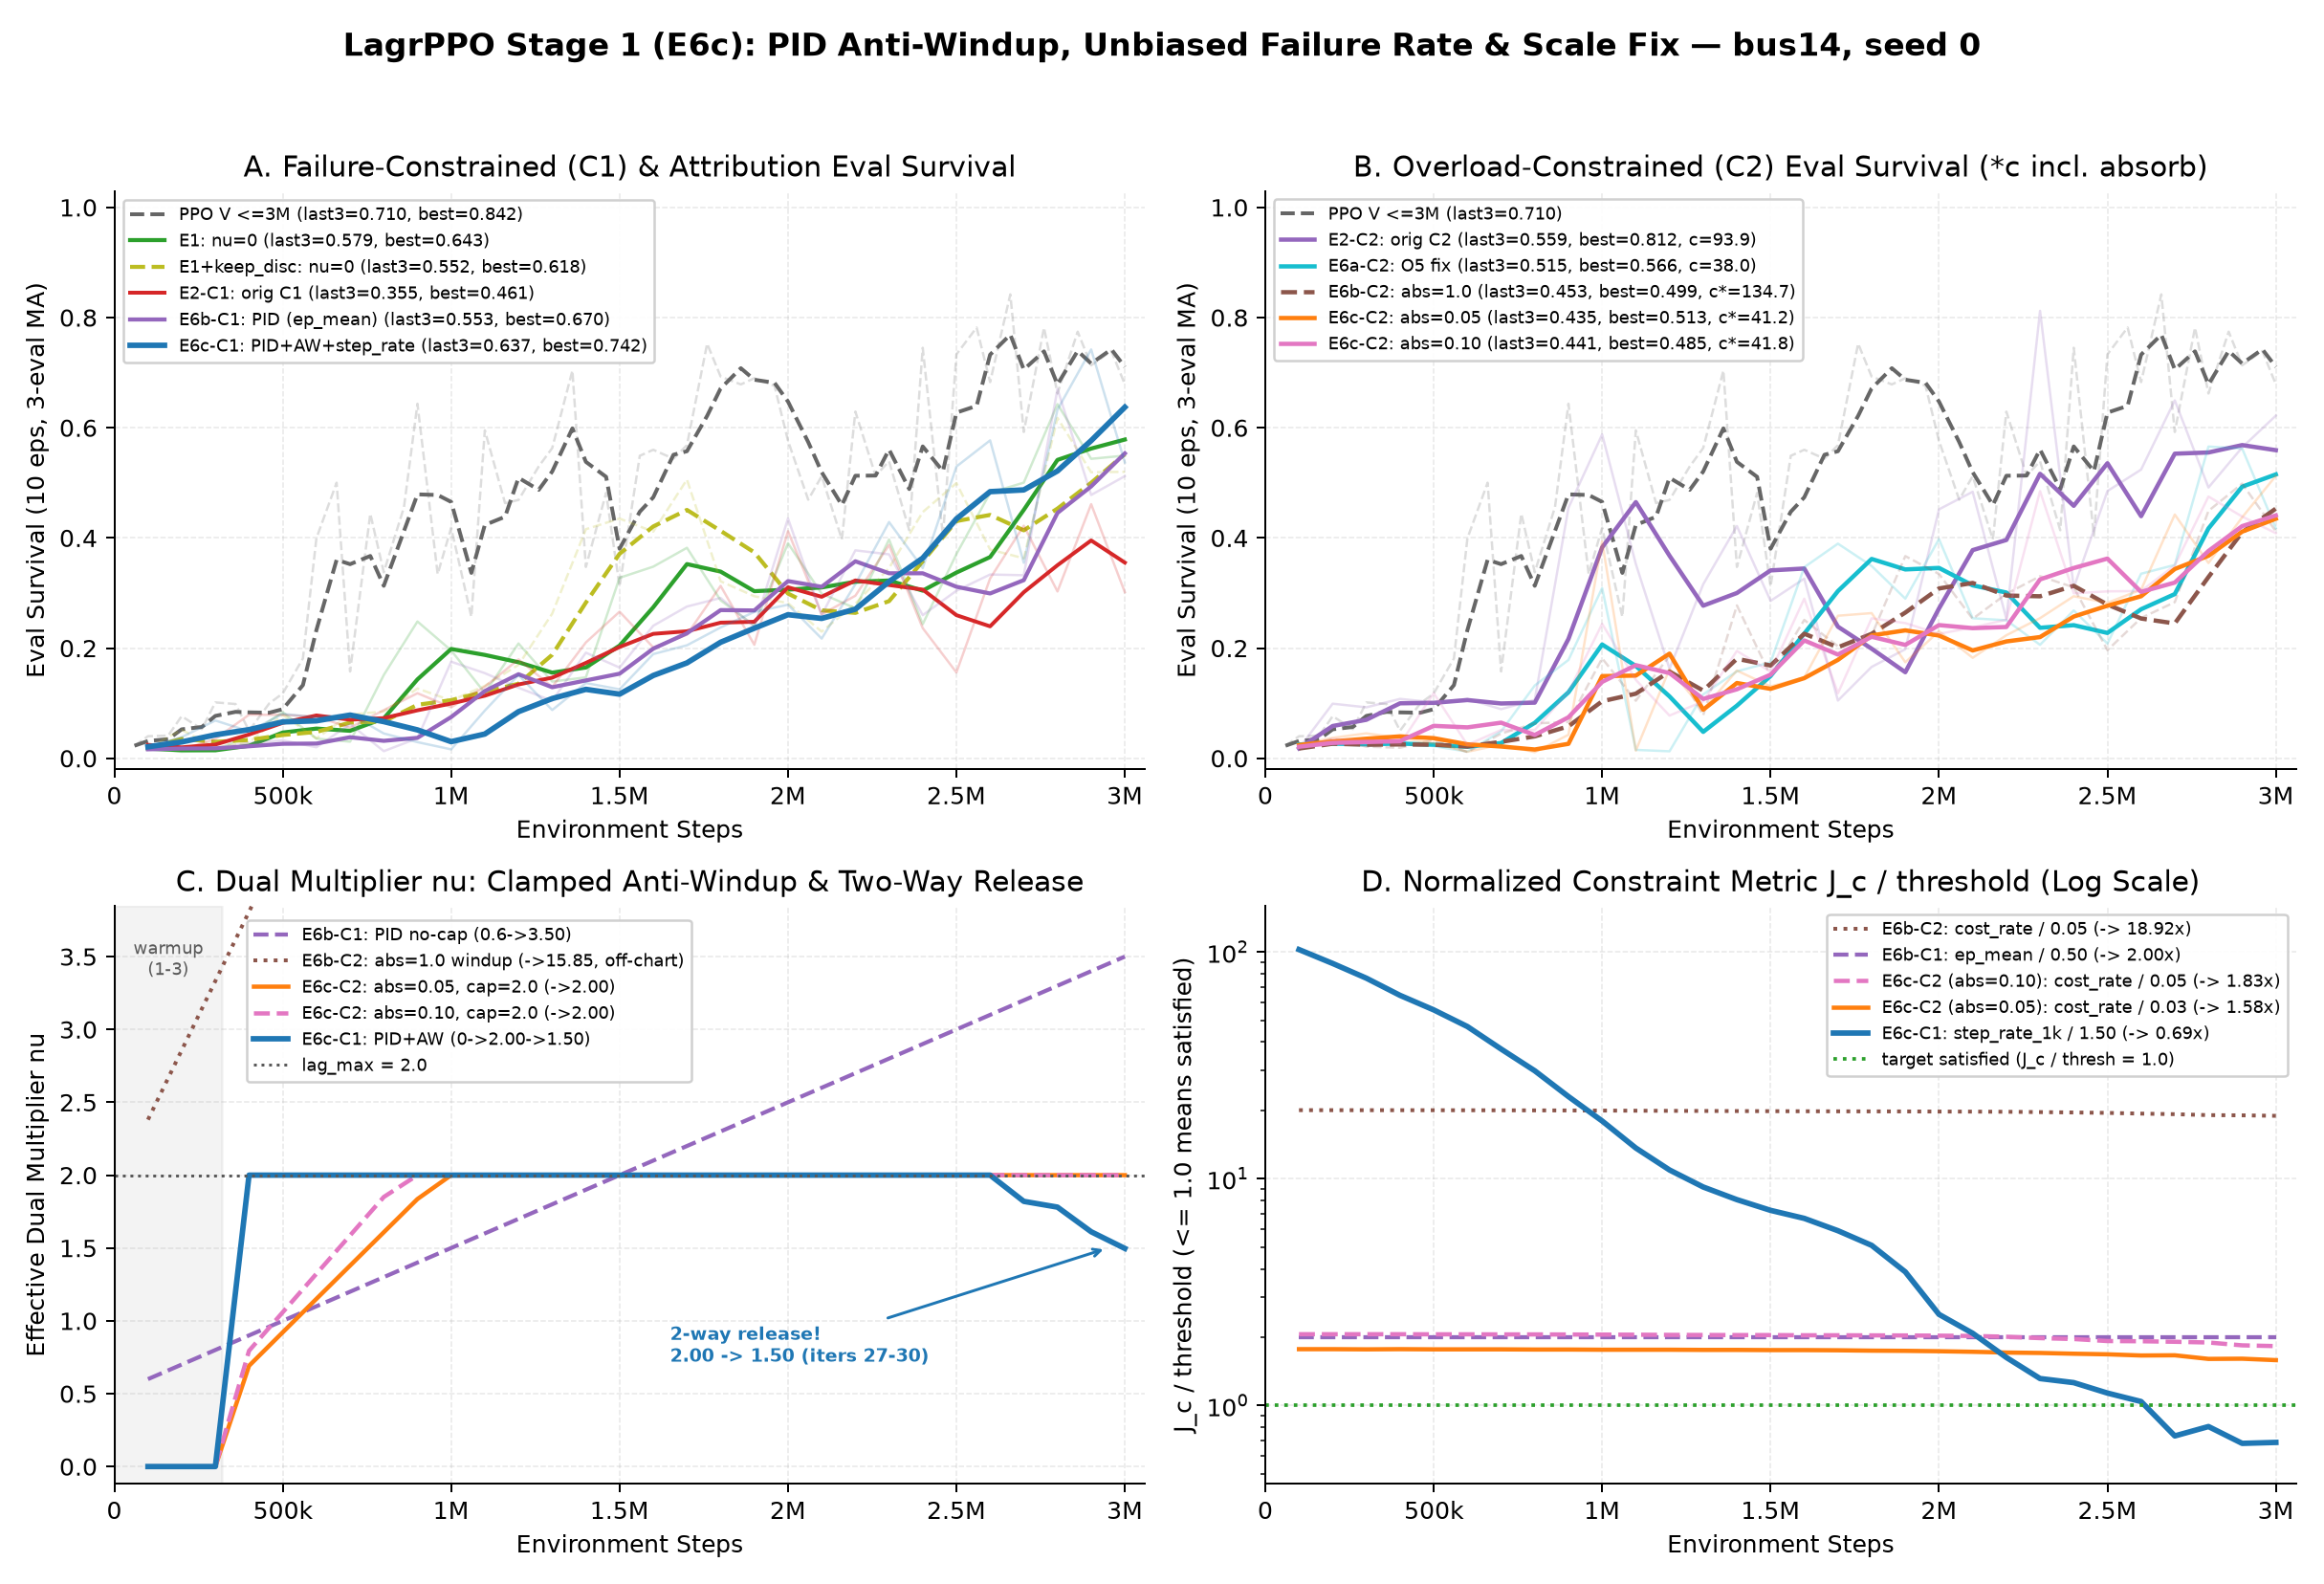 LagrPPO Stage 1 (E6c): PID Anti-Windup, Unbiased Failure Rate & Scale Fix — bus14, seed 0
A. Failure-Constrained (C1) & Attribution Eval Survival
Eval Survival (10 eps, 3-eval MA)
1.0
0.8
0.6
0.4
0.2
0.0
PPO V <=3M (last3=0.710, best=0.842)
E1: nu=0 (last3=0.579, best=0.643)
E1+keep_disc: nu=0 (last3=0.552, best=0.618)
E2-C1: orig C1 (last3=0.355, best=0.461)
E6b-C1: PID (ep_mean) (last3=0.553, best=0.670)
E6c-C1: PID+AW+step_rate (last3=0.637, best=0.742)
0 500k 1M 1.5M 2M 2.5M 3M
Environment Steps
B. Overload-Constrained (C2) Eval Survival (*c incl. absorb)
Eval Survival (10 eps, 3-eval MA)
1.0
0.8
0.6
0.4
0.2
0.0
PPO V <=3M (last3=0.710)
E2-C2: orig C2 (last3=0.559, best=0.812, c=93.9)
E6a-C2: O5 fix (last3=0.515, best=0.566, c=38.0)
E6b-C2: abs=1.0 (last3=0.453, best=0.499, c*=134.7)
E6c-C2: abs=0.05 (last3=0.435, best=0.513, c*=41.2)
E6c-C2: abs=0.10 (last3=0.441, best=0.485, c*=41.8)
0 500k 1M 1.5M 2M 2.5M 3M
Environment Steps
C. Dual Multiplier nu: Clamped Anti-Windup & Two-Way Release
Effective Dual Multiplier nu
3.5
3.0
2.5
2.0
1.5
1.0
0.5
0.0
warmup
(1-3)
E6b-C1: PID no-cap (0.6->3.50)
E6b-C2: abs=1.0 windup (->15.85, off-chart)
E6c-C2: abs=0.05, cap=2.0 (->2.00)
E6c-C2: abs=0.10, cap=2.0 (->2.00)
E6c-C1: PID+AW (0->2.00->1.50)
lag_max = 2.0
2-way release!
2.00 -> 1.50 (iters 27-30)
0 500k 1M 1.5M 2M 2.5M 3M
Environment Steps
D. Normalized Constraint Metric J_c / threshold (Log Scale)
J_c / threshold (<= 1.0 means satisfied)
10²
10¹
10⁰
E6b-C2: cost_rate / 0.05 (-> 18.92x)
E6b-C1: ep_mean / 0.50 (-> 2.00x)
E6c-C2 (abs=0.10): cost_rate / 0.05 (-> 1.83x)
E6c-C2 (abs=0.05): cost_rate / 0.03 (-> 1.58x)
E6c-C1: step_rate_1k / 1.50 (-> 0.69x)
target satisfied (J_c / thresh = 1.0)
0 500k 1M 1.5M 2M 2.5M 3M
Environment Steps